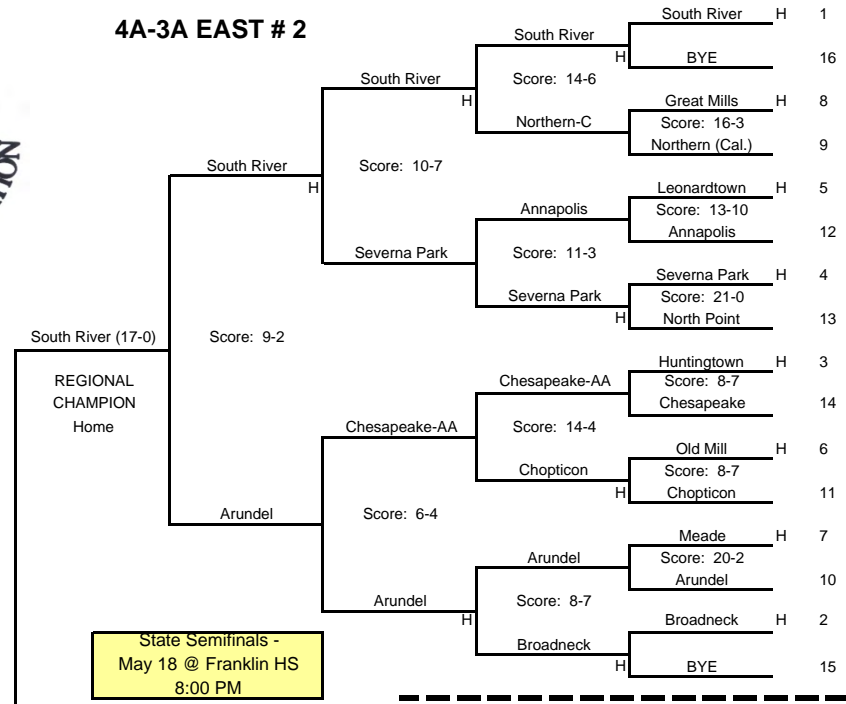 4A-3A EAST # 2
South River H 1
South River
H BYE 16
South River Score: 14-6
H Great Mills H 8
Northern-C Score: 16-3
Northern (Cal.) 9
South River Score: 10-7
H Leonardtown H 5
Annapolis Score: 13-10
Annapolis 12
Severna Park Score: 11-3
Severna Park H 4
Severna Park Score: 21-0
H North Point 13
South River (17-0) Score: 9-2
Huntingtown H 3
REGIONAL Chesapeake-AA Score: 8-7
CHAMPION Chesapeake 14
Home Chesapeake-AA Score: 14-4
Old Mill H 6
Chopticon Score: 8-7
H Chopticon 11
Arundel Score: 6-4
Meade H 7
Arundel Score: 20-2
Arundel 10
Arundel Score: 8-7
H Broadneck H 2
Broadneck
H BYE 15
State Semifinals -
May 18 @ Franklin HS
8:00 PM